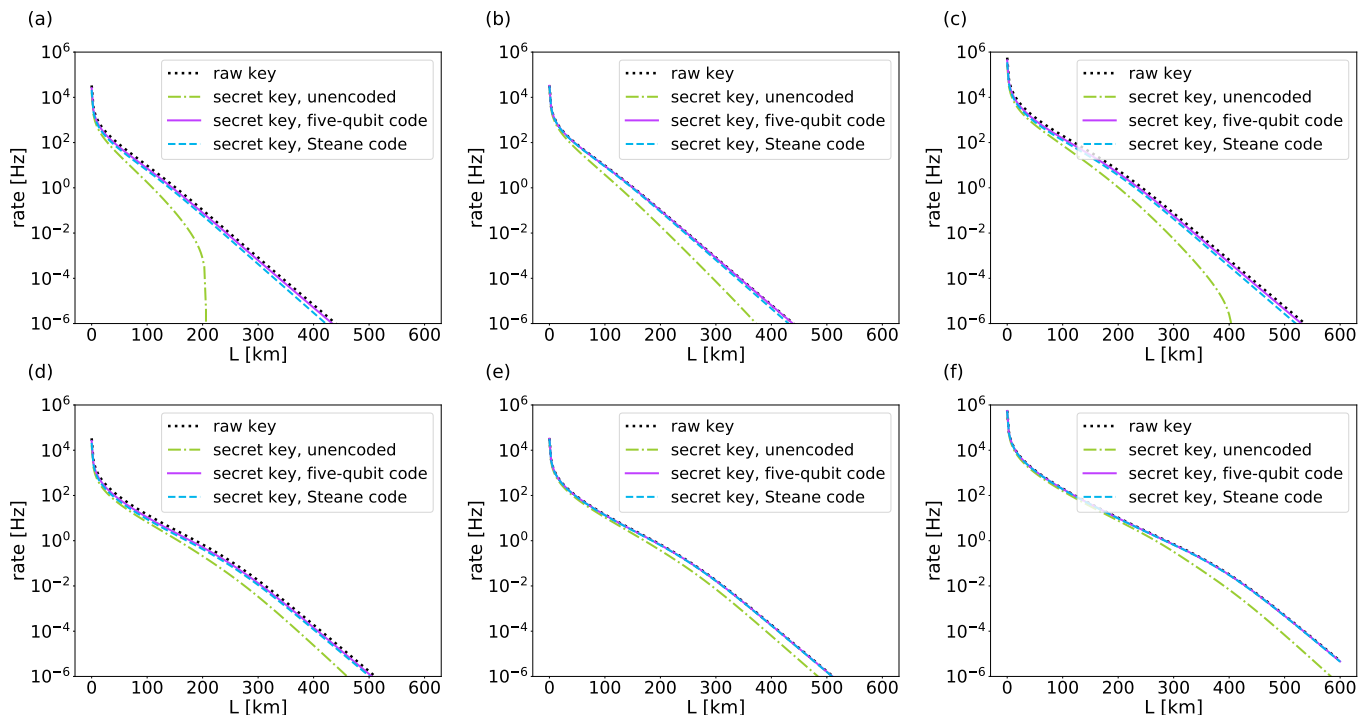 (a)
10^6
10^4
10^2
10^0
10^-2
10^-4
10^-6
rate [Hz]
raw key
secret key, unencoded
secret key, five-qubit code
secret key, Steane code
0 100 200 300 400 500 600
L [km]
(b)
10^6
10^4
10^2
10^0
10^-2
10^-4
10^-6
rate [Hz]
raw key
secret key, unencoded
secret key, five-qubit code
secret key, Steane code
0 100 200 300 400 500 600
L [km]
(c)
10^6
10^4
10^2
10^0
10^-2
10^-4
10^-6
rate [Hz]
raw key
secret key, unencoded
secret key, five-qubit code
secret key, Steane code
0 100 200 300 400 500 600
L [km]
(d)
10^6
10^4
10^2
10^0
10^-2
10^-4
10^-6
rate [Hz]
raw key
secret key, unencoded
secret key, five-qubit code
secret key, Steane code
0 100 200 300 400 500 600
L [km]
(e)
10^6
10^4
10^2
10^0
10^-2
10^-4
10^-6
rate [Hz]
raw key
secret key, unencoded
secret key, five-qubit code
secret key, Steane code
0 100 200 300 400 500 600
L [km]
(f)
10^6
10^4
10^2
10^0
10^-2
10^-4
10^-6
rate [Hz]
raw key
secret key, unencoded
secret key, five-qubit code
secret key, Steane code
0 100 200 300 400 500 600
L [km]